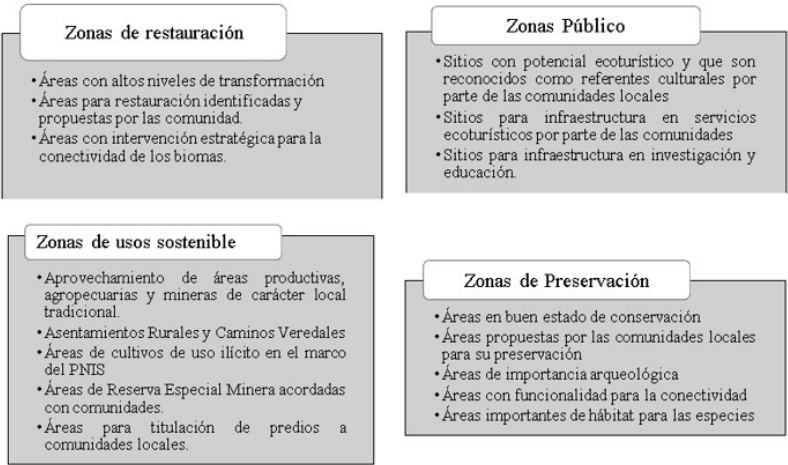 Zonas de restauración
•Áreas con altos niveles de transformación
•Áreas para restauración identificadas y
propuestas por las comunidad.
•Áreas con intervención estratégica para la
conectividad de los biomas.
Zonas Público
•Sitios con potencial ecoturístico y que son
reconocidos como referentes culturales por
parte de las comunidades locales
•Sitios para infraestructura en servicios
ecoturísticos por parte de las comunidades
•Sitios para infraestructura en investigación y
educación.
Zonas de usos sostenible
•Aprovechamiento de áreas productivas,
agropecuarias y mineras de carácter local
tradicional.
•Asentamientos Rurales y Caminos Veredales
•Áreas de cultivos de uso ilícito en el marco
del PNIS
•Áreas de Reserva Especial Minera acordadas
con comunidades.
•Áreas para titulación de predios a
comunidades locales.
Zonas de Preservación
•Áreas en buen estado de conservación
•Áreas propuestas por las comunidades locales
para su preservación
•Áreas de importancia arqueológica
•Áreas con funcionalidad para la conectividad
•Áreas importantes de hábitat para las especies